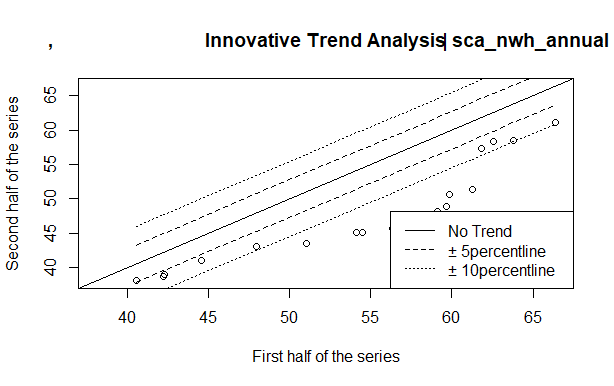 , Innovative Trend Analysis| sca_nwh_annual
Second half of the series
65
60
55
50
45
40
No Trend
± 5percentline
± 10percentline
40 45 50 55 60 65
First half of the series